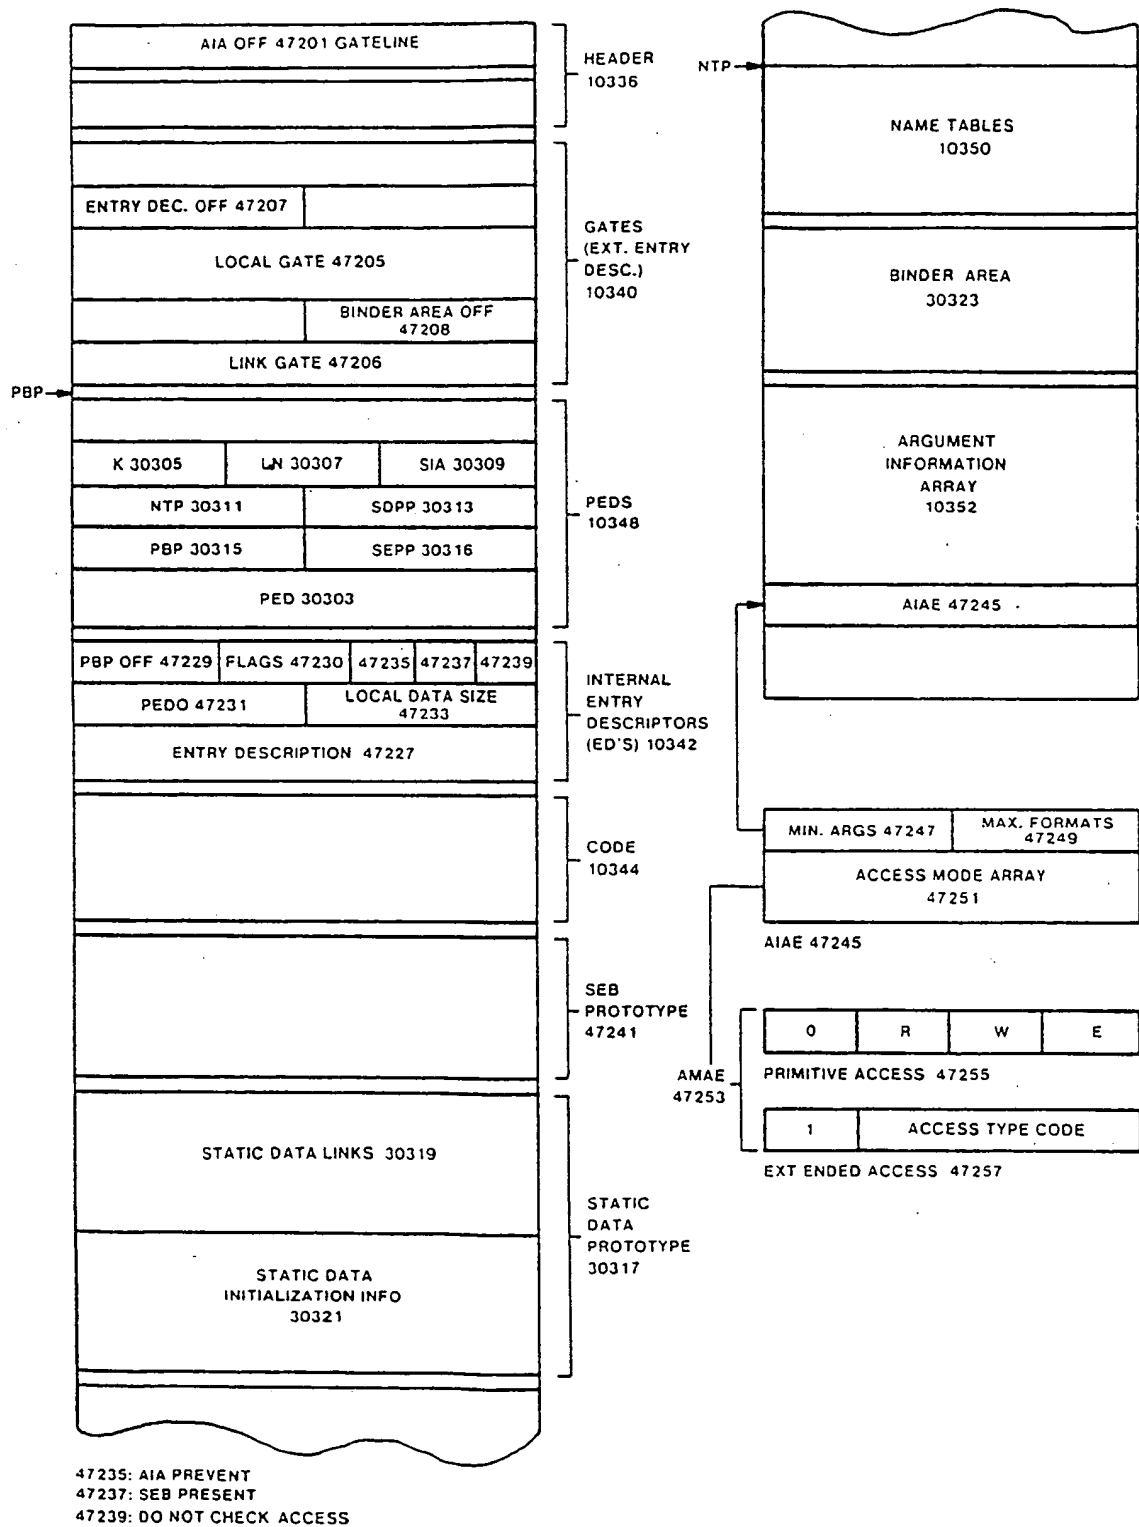 AIA OFF 47201 GATELINE
HEADER
10336
ENTRY DEC. OFF 47207
LOCAL GATE 47205
BINDER AREA OFF
47208
LINK GATE 47206
GATES
(EXT. ENTRY
DESC.)
10340
PBP
K 30305
LN 30307
SIA 30309
NTP 30311
SDPP 30313
PBP 30315
SEPP 30316
PED 30303
PEDS
10348
PBP OFF 47229
FLAGS 47230
47235
47237
47239
PEDO 47231
LOCAL DATA SIZE
47233
ENTRY DESCRIPTION 47227
INTERNAL
ENTRY
DESCRIPTORS
(ED'S) 10342
CODE
10344
SEB
PROTOTYPE
47241
STATIC DATA LINKS 30319
STATIC DATA
INITIALIZATION INFO
30321
STATIC
DATA
PROTOTYPE
30317
47235: AIA PREVENT
47237: SEB PRESENT
47239: DO NOT CHECK ACCESS
NTP
NAME TABLES
10350
BINDER AREA
30323
ARGUMENT
INFORMATION
ARRAY
10352
AIAE 47245
MIN. ARGS 47247
MAX. FORMATS
47249
ACCESS MODE ARRAY
47251
AIAE 47245
AMAE
47253
0 R W E
PRIMITIVE ACCESS 47255
1 ACCESS TYPE CODE
EXT ENDED ACCESS 47257